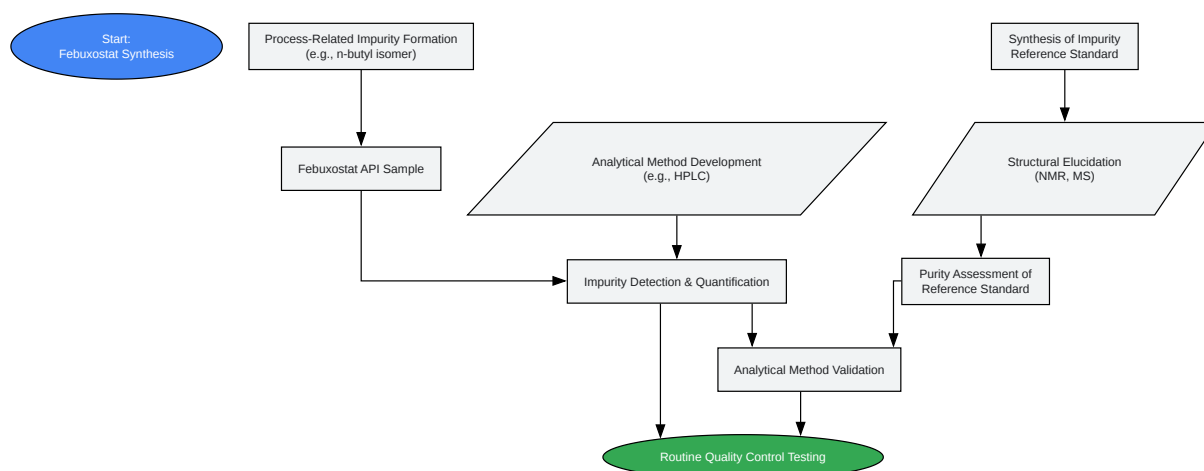 Start:
Febuxostat Synthesis
Process-Related Impurity Formation
(e.g., n-butyl isomer)
Synthesis of Impurity
Reference Standard
Febuxostat API Sample
Analytical Method Development
(e.g., HPLC)
Structural Elucidation
(NMR, MS)
Impurity Detection & Quantification
Purity Assessment of
Reference Standard
Analytical Method Validation
Routine Quality Control Testing